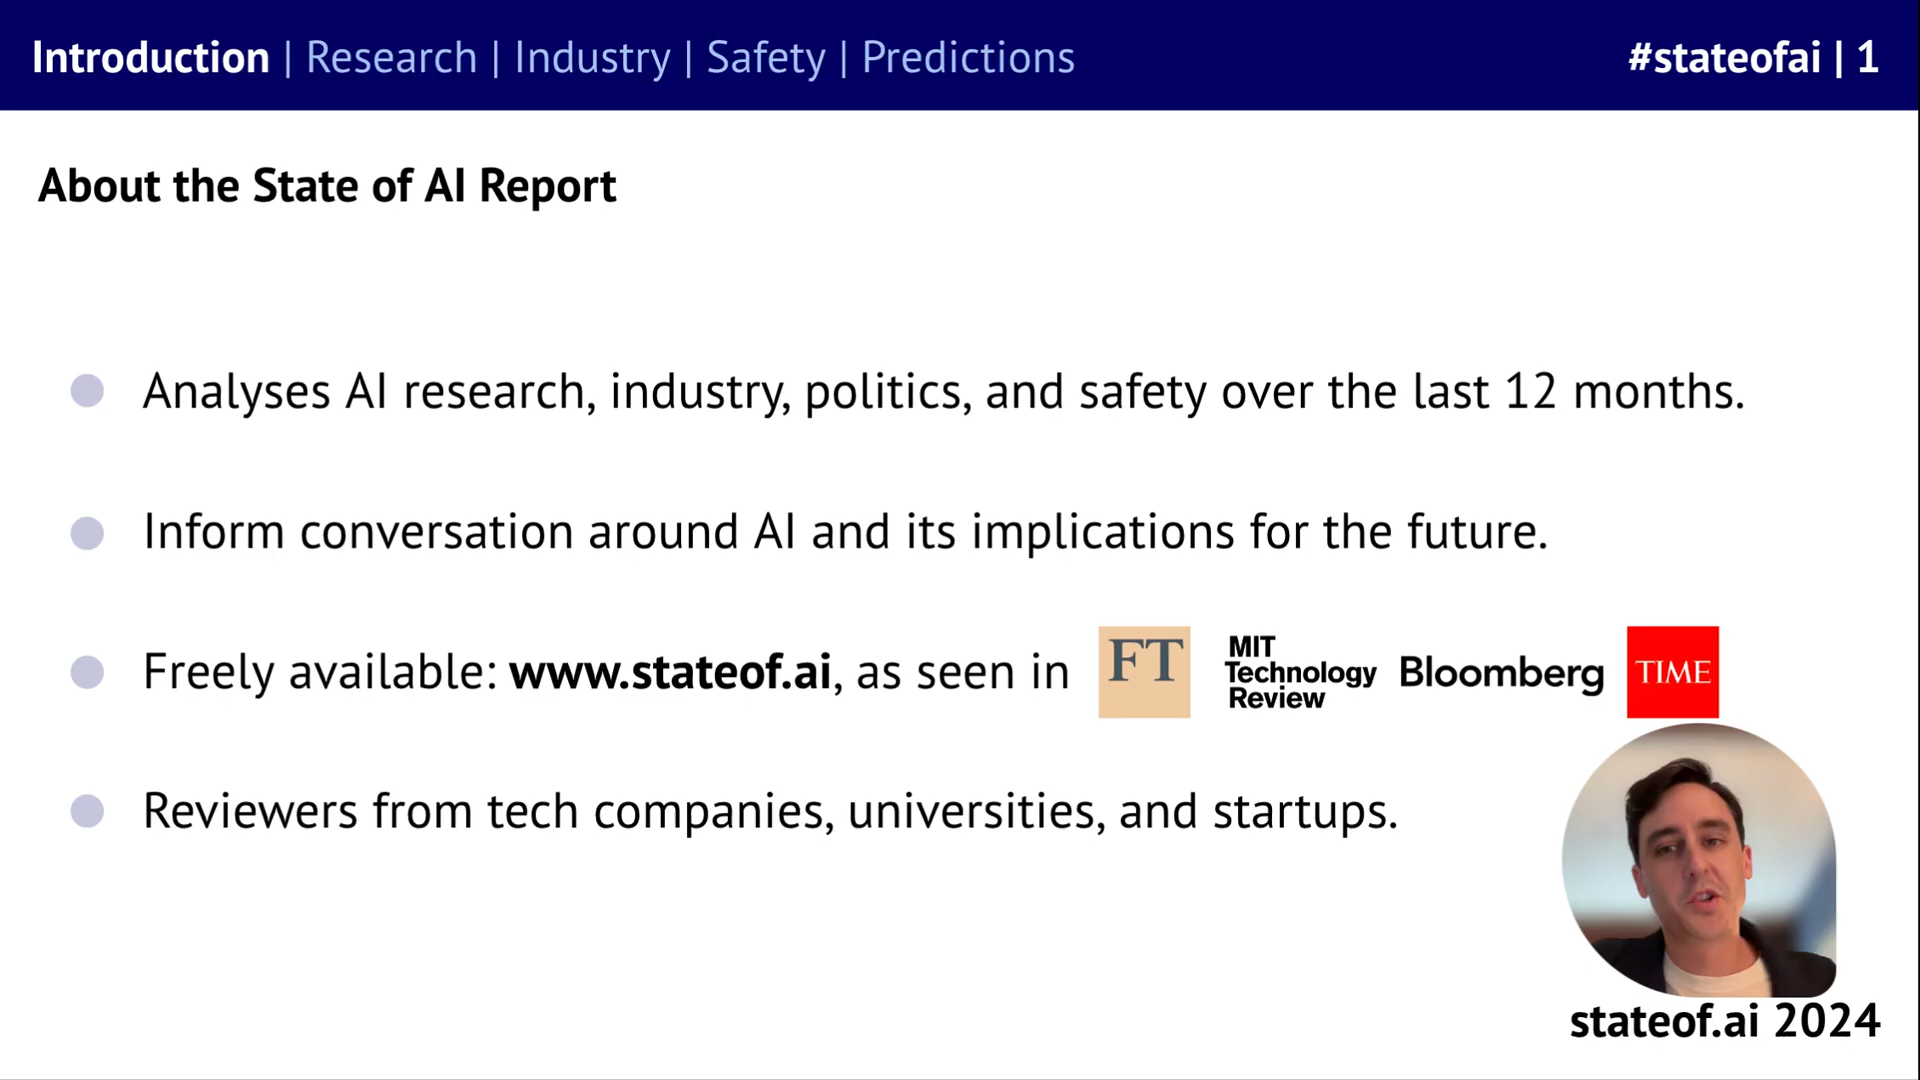 Introduction | Research | Industry | Safety | Predictions
#stateofai | 1
About the State of AI Report
Analyses AI research, industry, politics, and safety over the last 12 months.
Inform conversation around AI and its implications for the future.
Freely available: www.stateof.ai, as seen in
FT
MIT
Technology
Review
Bloomberg
TIME
Reviewers from tech companies, universities, and startups.
stateof.ai 2024